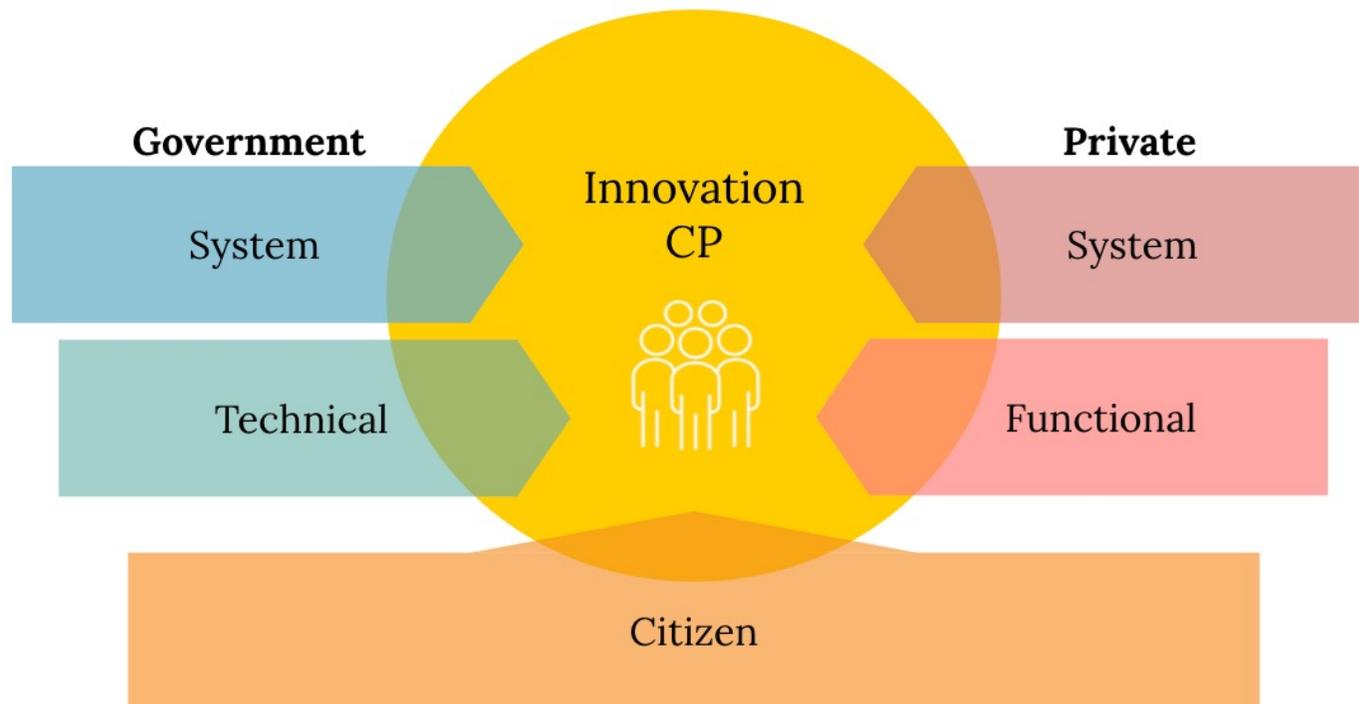 Government
Private
Innovation
CP
System
System
Technical
Functional
Citizen